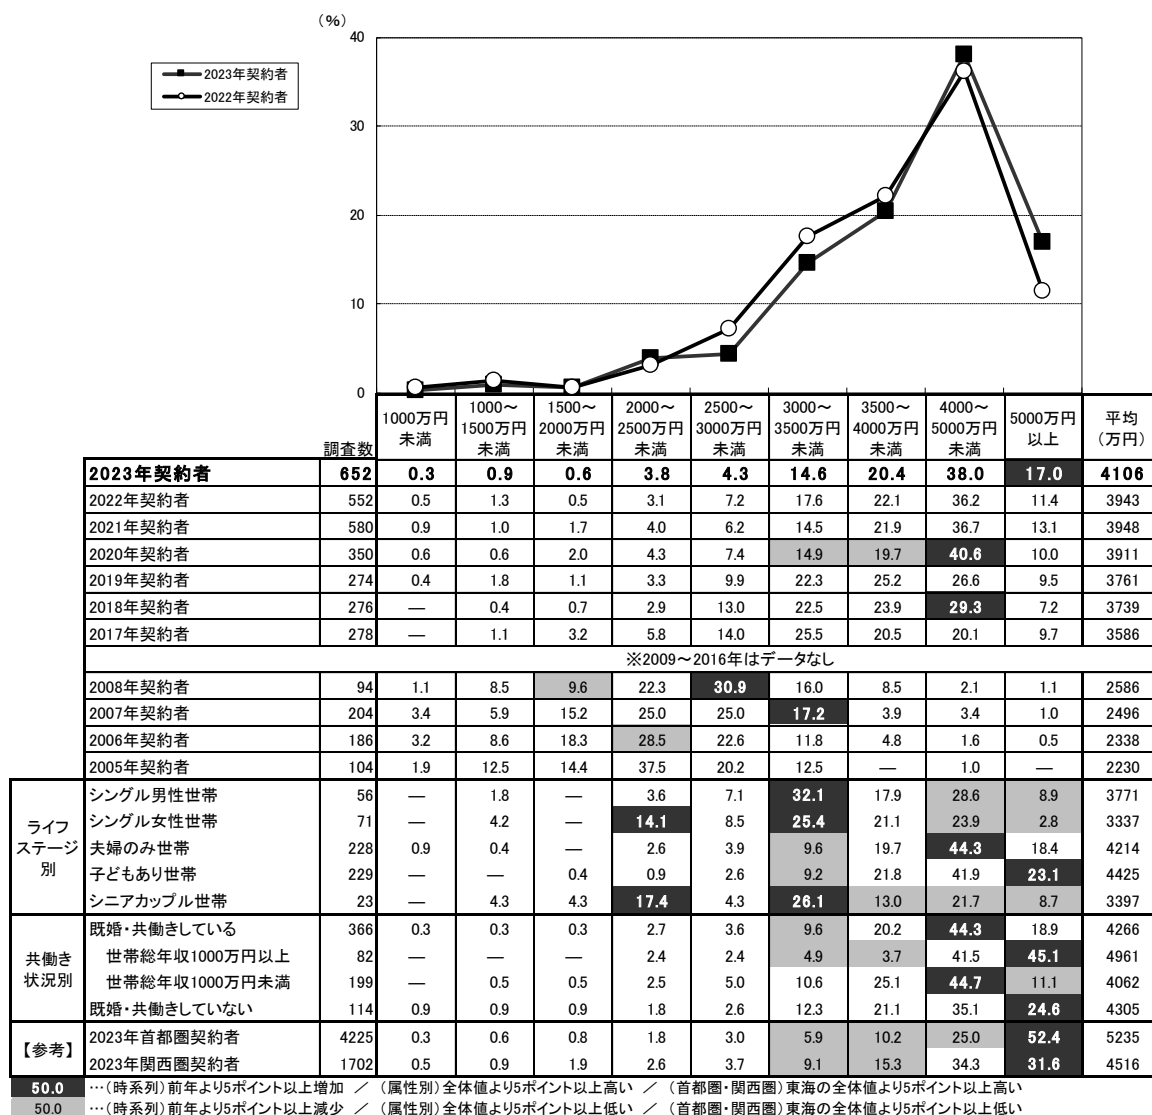 （％）
40
30
20
10
0
2023年契約者
2022年契約者
調査数 1000万円未満 1000～1500万円未満 1500～2000万円未満 2000～2500万円未満 2500～3000万円未満 3000～3500万円未満 3500～4000万円未満 4000～5000万円未満 5000万円以上 平均（万円）
2023年契約者 652 0.3 0.9 0.6 3.8 4.3 14.6 20.4 38.0 17.0 4106
2022年契約者 552 0.5 1.3 0.5 3.1 7.2 17.6 22.1 36.2 11.4 3943
2021年契約者 580 0.9 1.0 1.7 4.0 6.2 14.5 21.9 36.7 13.1 3948
2020年契約者 350 0.6 0.6 2.0 4.3 7.4 14.9 19.7 40.6 10.0 3911
2019年契約者 274 0.4 1.8 1.1 3.3 9.9 22.3 25.2 26.6 9.5 3761
2018年契約者 276 ― 0.4 0.7 2.9 13.0 22.5 23.9 29.3 7.2 3739
2017年契約者 278 ― 1.1 3.2 5.8 14.0 25.5 20.5 20.1 9.7 3586
※2009～2016年はデータなし
2008年契約者 94 1.1 8.5 9.6 22.3 30.9 16.0 8.5 2.1 1.1 2586
2007年契約者 204 3.4 5.9 15.2 25.0 25.0 17.2 3.9 3.4 1.0 2496
2006年契約者 186 3.2 8.6 18.3 28.5 22.6 11.8 4.8 1.6 0.5 2338
2005年契約者 104 1.9 12.5 14.4 37.5 20.2 12.5 ― 1.0 ― 2230
ライフステージ別
シングル男性世帯 56 ― 1.8 ― 3.6 7.1 32.1 17.9 28.6 8.9 3771
シングル女性世帯 71 ― 4.2 ― 14.1 8.5 25.4 21.1 23.9 2.8 3337
夫婦のみ世帯 228 0.9 0.4 ― 2.6 3.9 9.6 19.7 44.3 18.4 4214
子どもあり世帯 229 ― ― 0.4 0.9 2.6 9.2 21.8 41.9 23.1 4425
シニアカップル世帯 23 ― 4.3 4.3 17.4 4.3 26.1 13.0 21.7 8.7 3397
共働き状況別
既婚・共働きしている 366 0.3 0.3 0.3 2.7 3.6 9.6 20.2 44.3 18.9 4266
世帯総年収1000万円以上 82 ― ― ― 2.4 2.4 4.9 3.7 41.5 45.1 4961
世帯総年収1000万円未満 199 ― 0.5 0.5 2.5 5.0 10.6 25.1 44.7 11.1 4062
既婚・共働きしていない 114 0.9 0.9 0.9 1.8 2.6 12.3 21.1 35.1 24.6 4305
【参考】
2023年首都圏契約者 4225 0.3 0.6 0.8 1.8 3.0 5.9 10.2 25.0 52.4 5235
2023年関西圏契約者 1702 0.5 0.9 1.9 2.6 3.7 9.1 15.3 34.3 31.6 4516
50.0 …（時系列）前年より5ポイント以上増加 ／ （属性別）全体値より5ポイント以上高い ／ （首都圏・関西圏）東海の全体値より5ポイント以上高い
50.0 …（時系列）前年より5ポイント以上減少 ／ （属性別）全体値より5ポイント以上低い ／ （首都圏・関西圏）東海の全体値より5ポイント以上低い